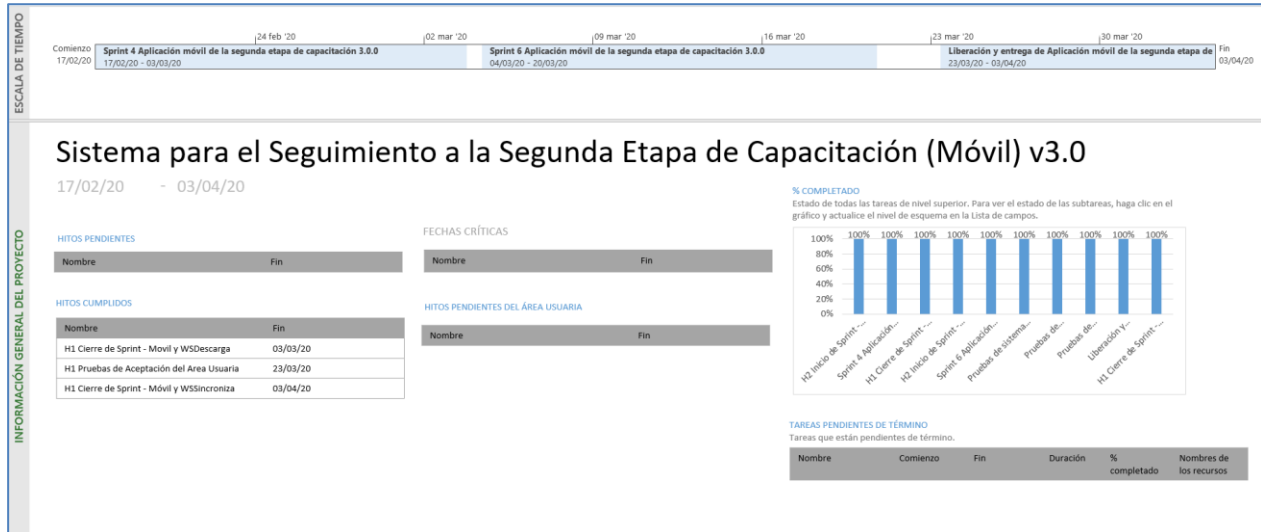 ESCALA DE TIEMPO
24 feb '20 02 mar '20 09 mar '20 16 mar '20 23 mar '20 30 mar '20
Comienzo
17/02/20
Sprint 4 Aplicación móvil de la segunda etapa de capacitación 3.0.0
17/02/20 - 03/03/20
Sprint 6 Aplicación móvil de la segunda etapa de capacitación 3.0.0
04/03/20 - 20/03/20
Liberación y entrega de Aplicación móvil de la segunda etapa de
23/03/20 - 03/04/20
Fin
03/04/20
INFORMACIÓN GENERAL DEL PROYECTO
Sistema para el Seguimiento a la Segunda Etapa de Capacitación (Móvil) v3.0
17/02/20 - 03/04/20
HITOS PENDIENTES
Nombre Fin
HITOS CUMPLIDOS
Nombre Fin
H1 Cierre de Sprint - Movil y WSDescarga 03/03/20
H1 Pruebas de Aceptación del Area Usuaria 23/03/20
H1 Cierre de Sprint - Móvil y WSSincroniza 03/04/20
FECHAS CRÍTICAS
Nombre Fin
HITOS PENDIENTES DEL ÁREA USUARIA
Nombre Fin
% COMPLETADO
Estado de todas las tareas de nivel superior. Para ver el estado de las subtareas, haga clic en el
gráfico y actualice el nivel de esquema en la Lista de campos.
100% 100% 100% 100% 100% 100% 100% 100% 100% 100%
100%
80%
60%
40%
20%
0%
H2 Inicio de Sprint -...
Sprint 4 Aplicación...
H1 Cierre de Sprint -...
H2 Inicio de Sprint -...
Sprint 6 Aplicación...
Pruebas de sistema...
Pruebas de...
Pruebas de...
Liberación y...
H1 Cierre de Sprint -...
TAREAS PENDIENTES DE TÉRMINO
Tareas que están pendientes de término.
Nombre Comienzo Fin Duración % completado Nombres de los recursos